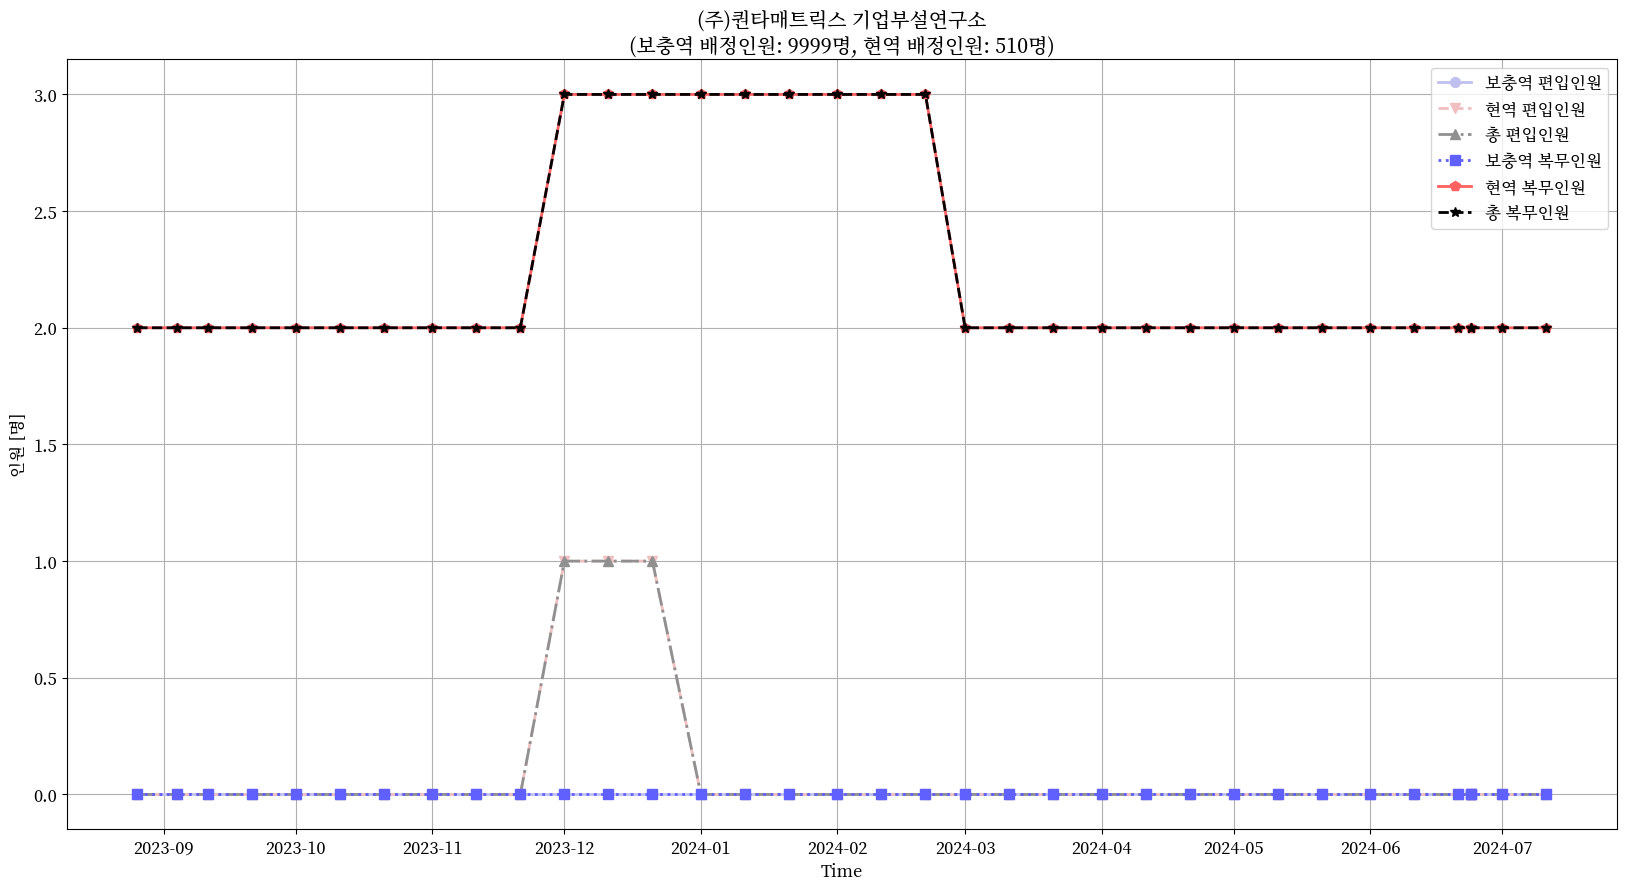 (주)퀀타매트릭스 기업부설연구소
(보충역 배정인원: 9999명, 현역 배정인원: 510명)
보충역 편입인원
현역 편입인원
총 편입인원
보충역 복무인원
현역 복무인원
총 복무인원
인원 [명]
3.0
2.5
2.0
1.5
1.0
0.5
0.0
2023-09 2023-10 2023-11 2023-12 2024-01 2024-02 2024-03 2024-04 2024-05 2024-06 2024-07
Time